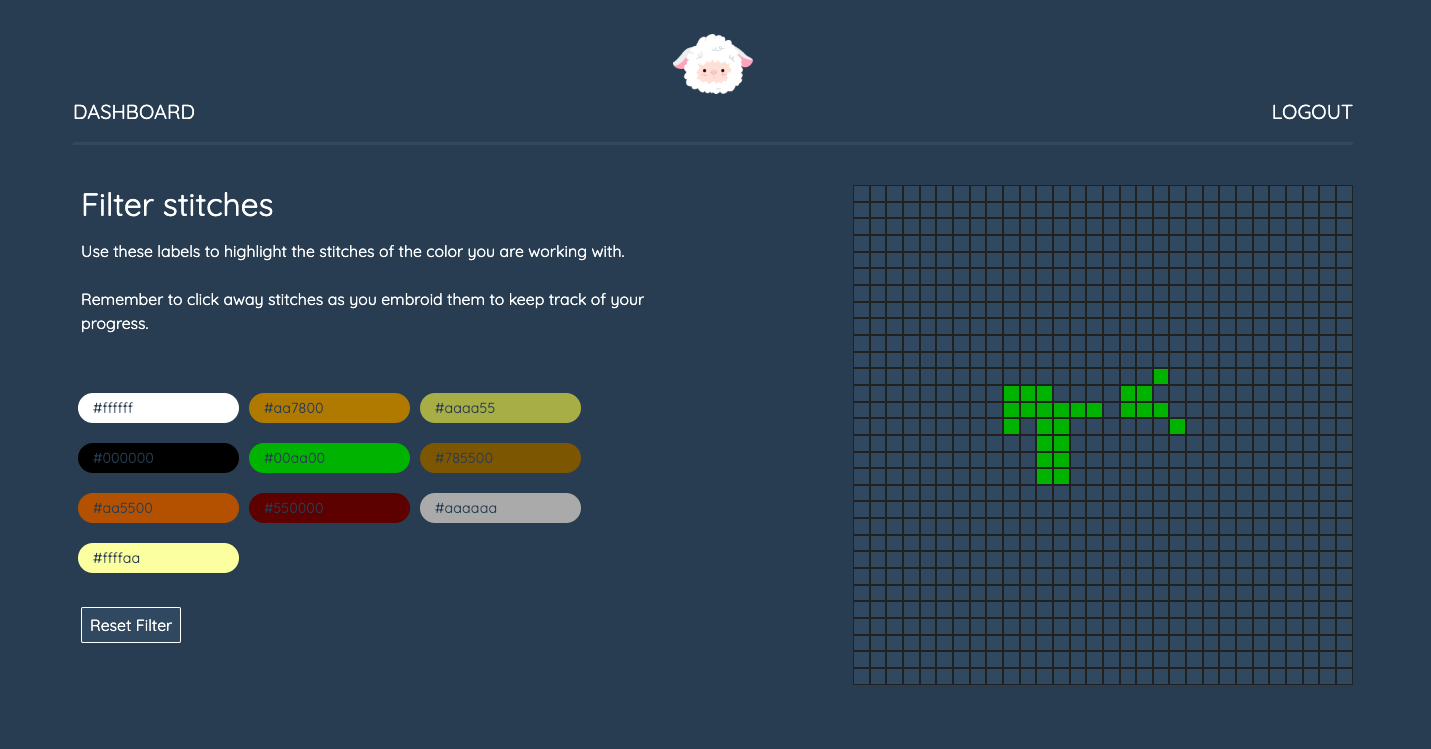 DASHBOARD
LOGOUT
Filter stitches
Use these labels to highlight the stitches of the color you are working with.
Remember to click away stitches as you embroid them to keep track of your
progress.
#ffffff
#aa7800
#aaaa55
#000000
#00aa00
#785500
#aa5500
#550000
#aaaaaa
#ffffaa
Reset Filter